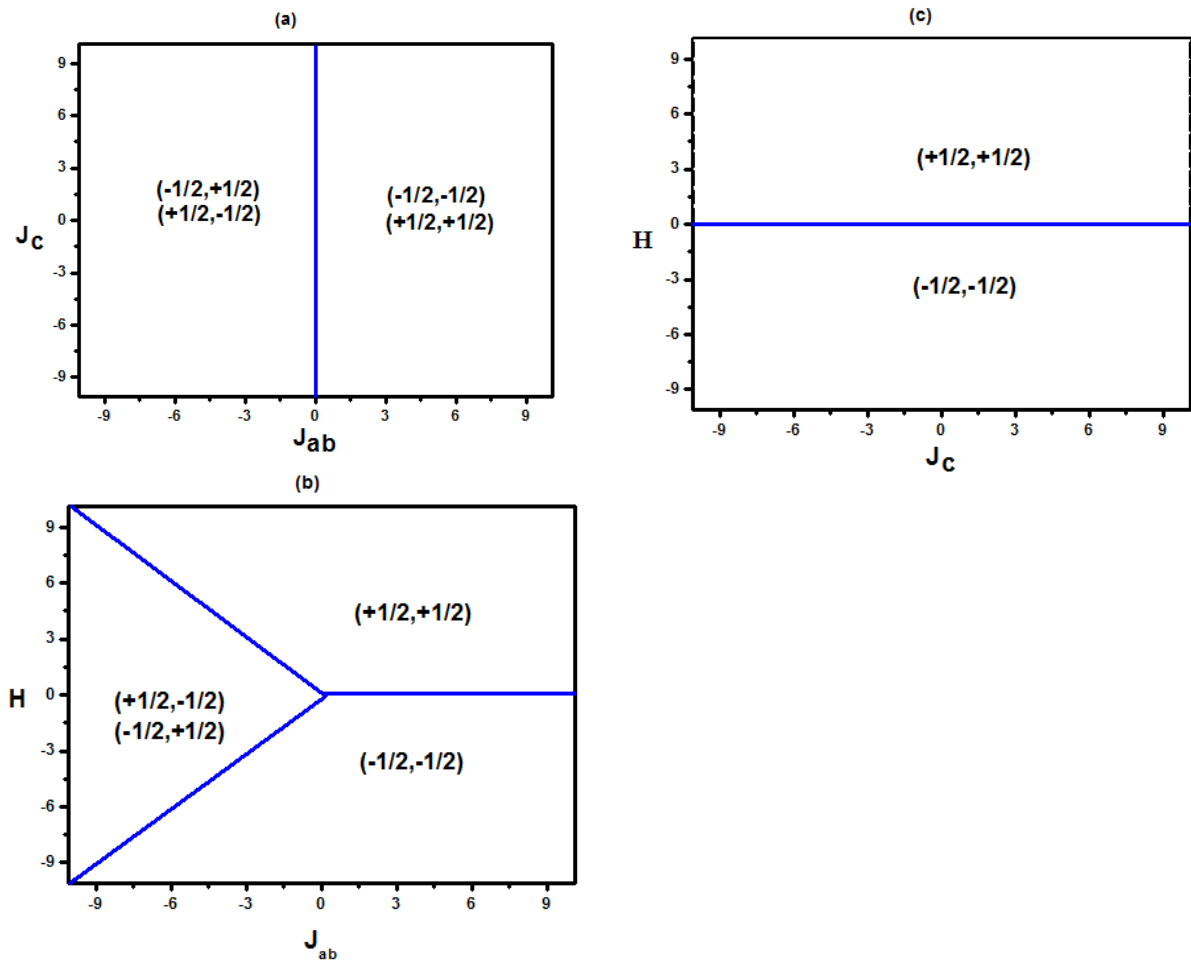 (a)
9
6
3
0
-3
-6
-9
Jc
(-1/2,+1/2)
(+1/2,-1/2)
(-1/2,-1/2)
(+1/2,+1/2)
-9 -6 -3 0 3 6 9
Jab
(c)
9
6
3
0
-3
-6
-9
H
(+1/2,+1/2)
(-1/2,-1/2)
-9 -6 -3 0 3 6 9
Jc
(b)
9
6
3
0
-3
-6
-9
H
(+1/2,+1/2)
(+1/2,-1/2)
(-1/2,+1/2)
(-1/2,-1/2)
-9 -6 -3 0 3 6 9
Jab